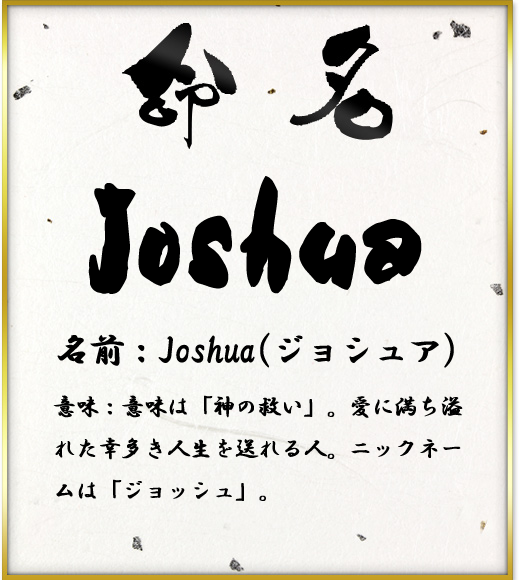 命名
Joshua
名前：Joshua(ジョシュア)
意味：意味は「神の救い」。愛に満ち溢
れた幸多き人生を送れる人。ニックネー
ムは「ジョッシュ」。